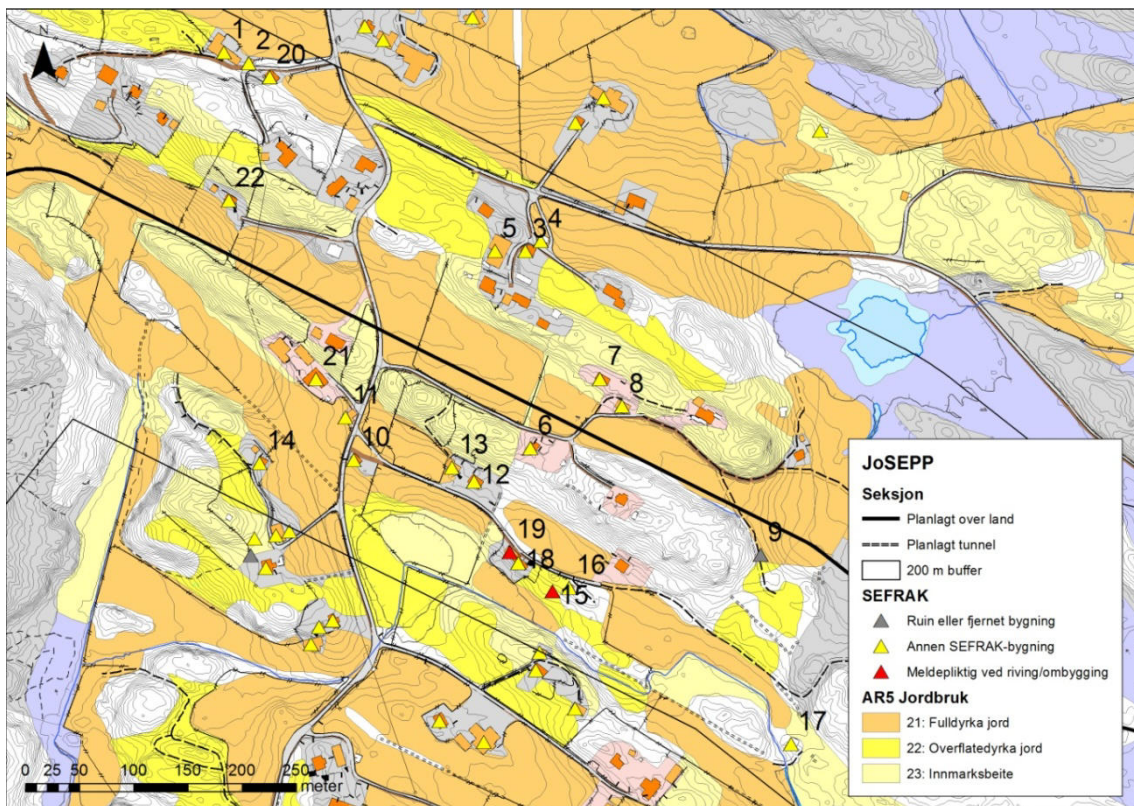 N
1
2
20
22
5
3
4
7
8
21
11
6
10
13
14
12
9
19
18
16
15
17
JoSEPP
Seksjon
Planlagt over land
Planlagt tunnel
200 m buffer
SEFRAK
Ruin eller fjernet bygning
Annen SEFRAK-bygning
Meldepliktig ved riving/ombygging
AR5 Jordbruk
21: Fulldyrka jord
22: Overflatedyrka jord
23: Innmarksbeite
0 25 50 100 150 200 250
meter